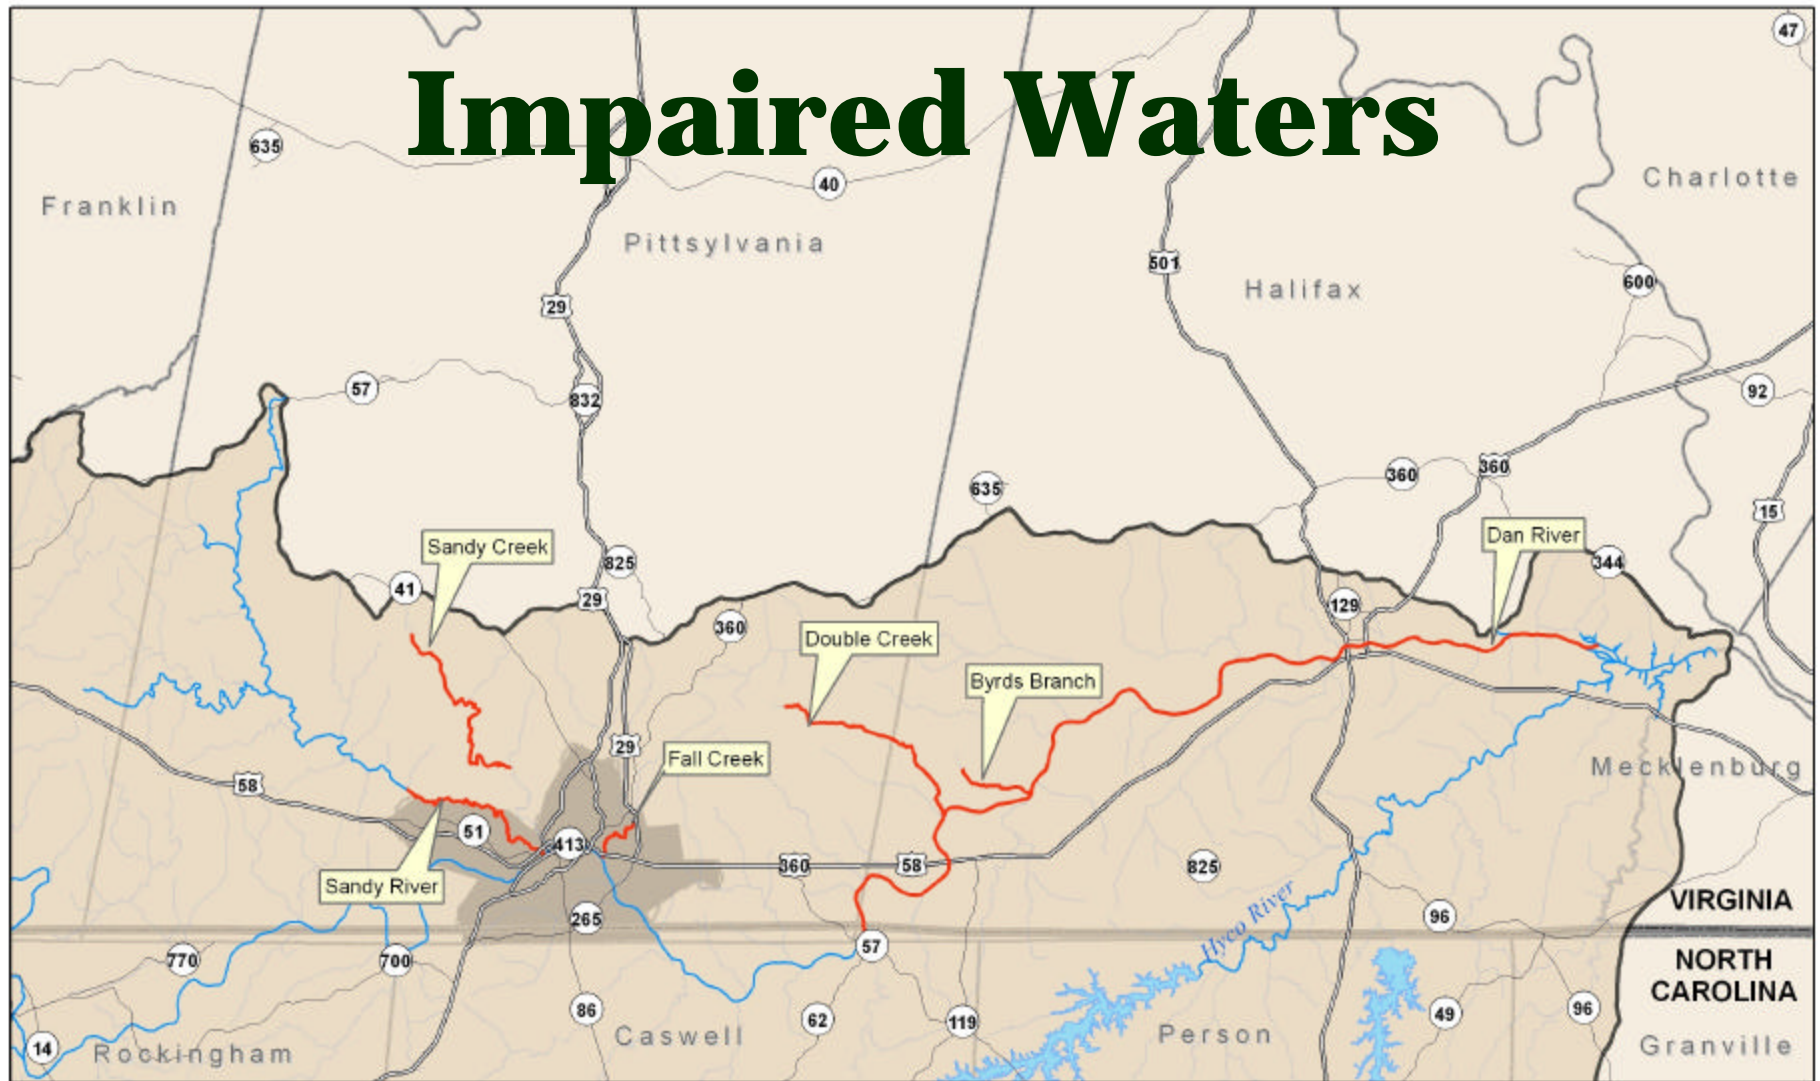 Impaired Waters
47
635
40
Franklin
Charlotte
Pittsylvania
501
600
Halifax
29
57
832
92
635
360
360
15
Sandy Creek
Dan River
825
344
41
29
129
360
Double Creek
Byrds Branch
29
Fall Creek
58
Mecklenburg
51
413
360
58
825
Sandy River
VIRGINIA
265
Hyco River
96
57
770
700
NORTH
CAROLINA
86
62
119
49
96
14
Rockingham
Caswell
Person
Granville